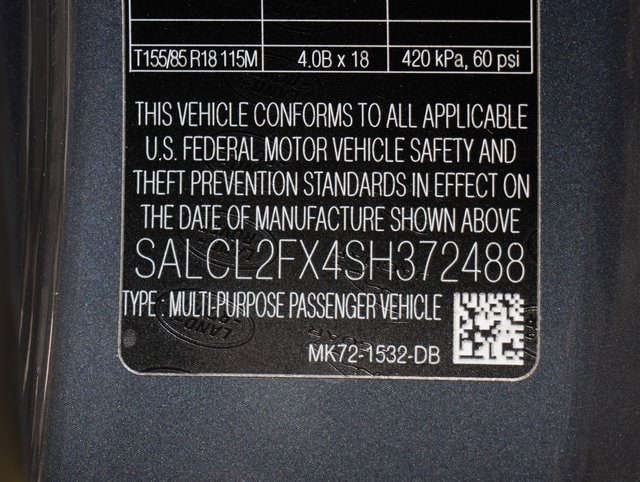 T155/85 R18 115M 4.0B x 18 420 kPa, 60 psi
THIS VEHICLE CONFORMS TO ALL APPLICABLE
U.S. FEDERAL MOTOR VEHICLE SAFETY AND
THEFT PREVENTION STANDARDS IN EFFECT ON
THE DATE OF MANUFACTURE SHOWN ABOVE
SALCL2FX4SH372488
TYPE : MULTI-PURPOSE PASSENGER VEHICLE
LAND
MK72-1532-DB